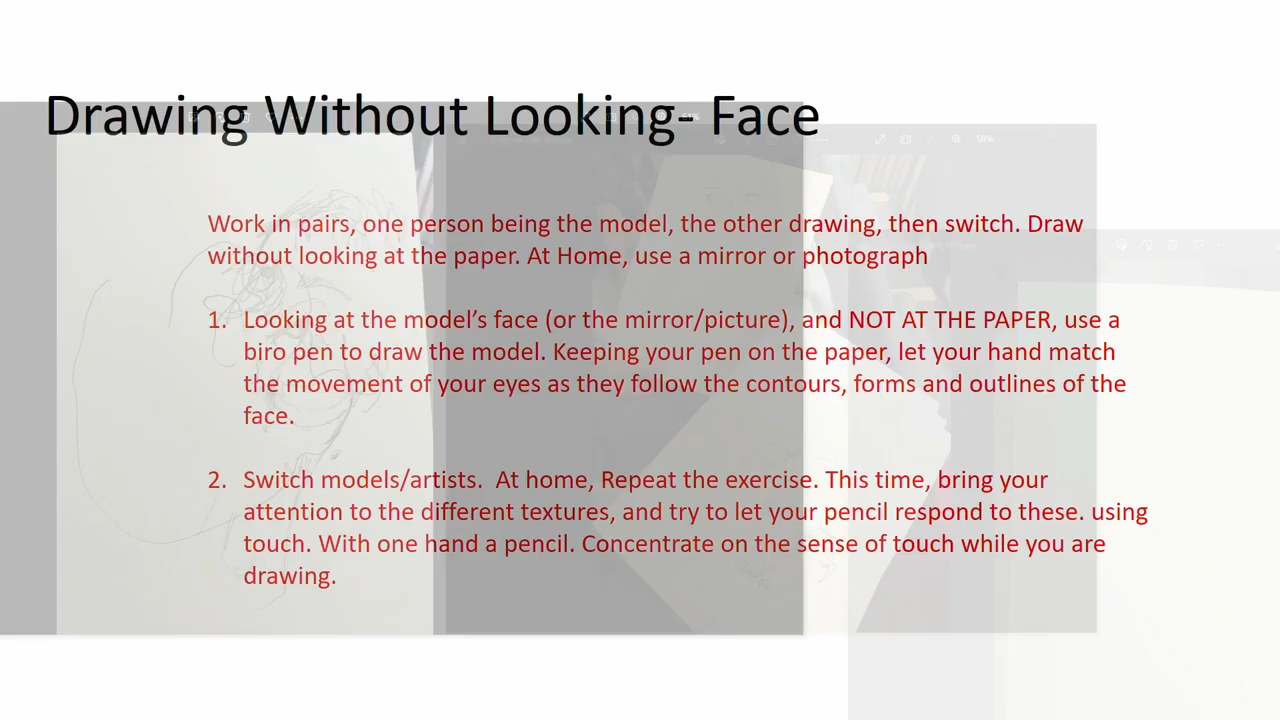 Drawing Without Looking- Face
Work in pairs, one person being the model, the other drawing, then switch. Draw
without looking at the paper. At Home, use a mirror or photograph
1. Looking at the model’s face (or the mirror/picture), and NOT AT THE PAPER, use a
biro pen to draw the model. Keeping your pen on the paper, let your hand match
the movement of your eyes as they follow the contours, forms and outlines of the
face.
2. Switch models/artists.  At home, Repeat the exercise. This time, bring your
attention to the different textures, and try to let your pencil respond to these. using
touch. With one hand a pencil. Concentrate on the sense of touch while you are
drawing.
58%